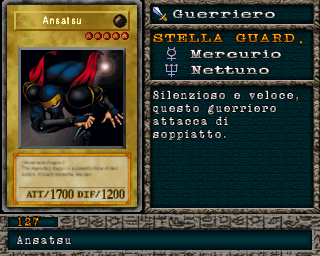 Ansatsu
ATT/1700 DIF/1200
Guerriero
STELLA GUARD.
Mercurio
Nettuno
Silenzioso e veloce,
questo guerriero
attacca di
soppiatto.
127
Ansatsu